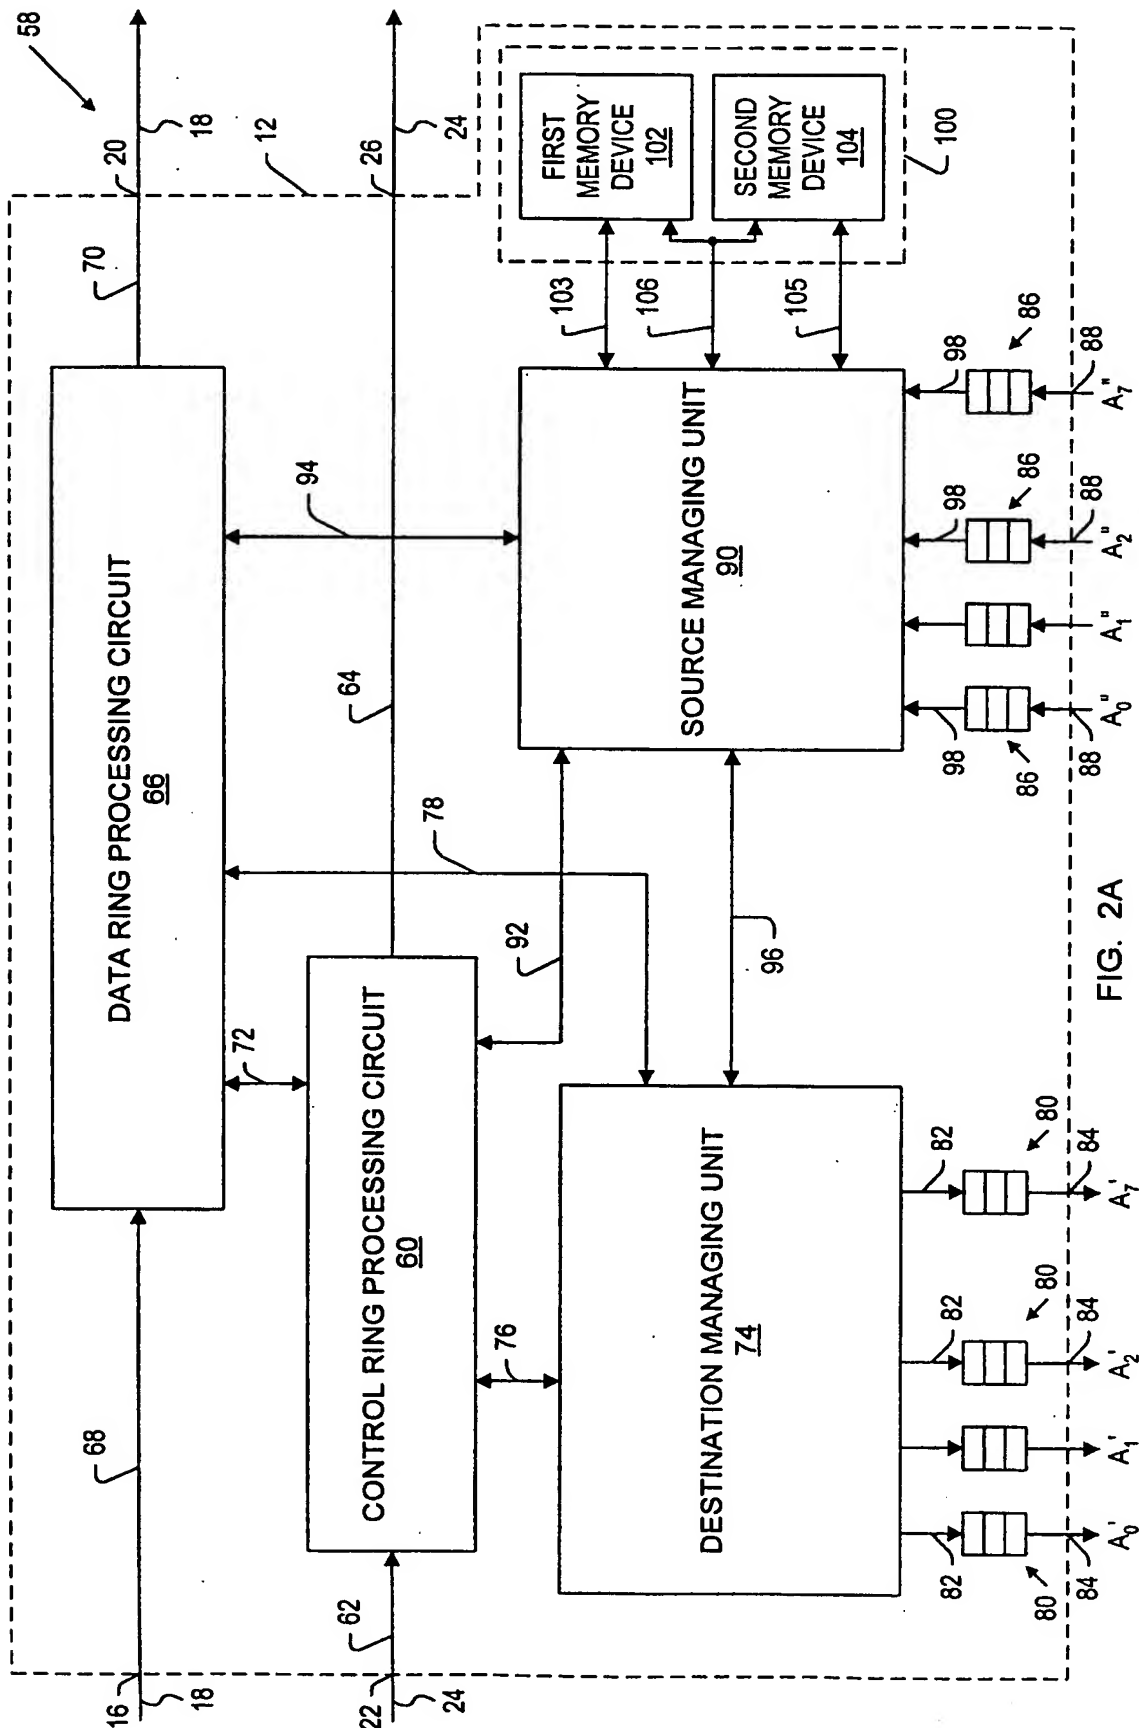 58
16
18
68
DATA RING PROCESSING CIRCUIT
66
70
20
18
12
72
94
22
24
62
CONTROL RING PROCESSING CIRCUIT
60
64
26
24
78
92
76
DESTINATION MANAGING UNIT
74
96
SOURCE MANAGING UNIT
90
103
106
105
FIRST
MEMORY
DEVICE
102
SECOND
MEMORY
DEVICE
104
100
82
82
82
80
80
80
84
84
84
A0'
A1'
A2'
A7'
98
98
98
86
86
86
88
88
88
A0"
A1"
A2"
A7"
FIG. 2A